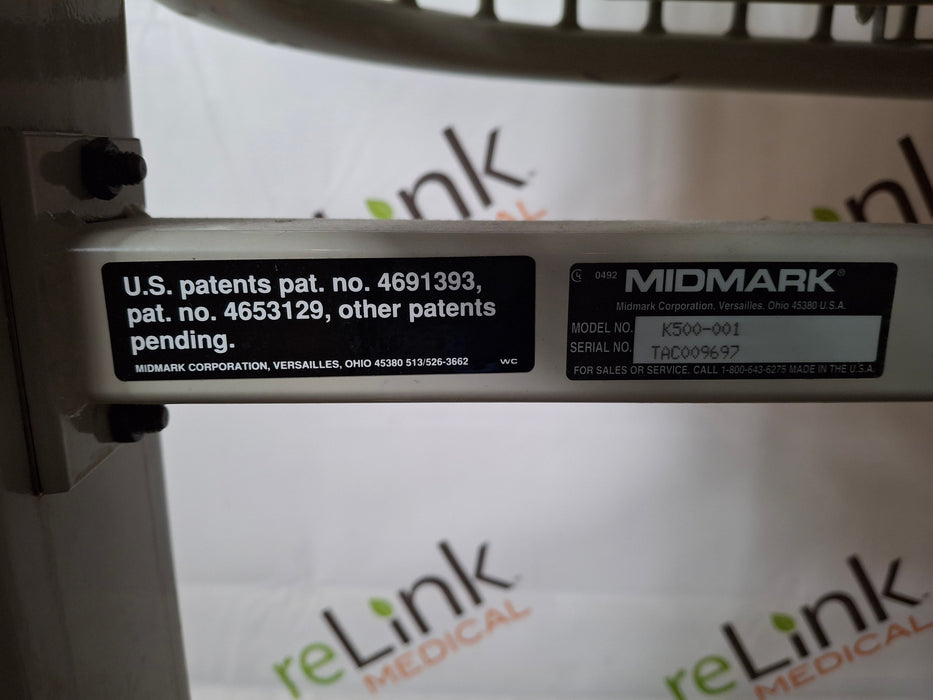 U.S. patents pat. no. 4691393,
pat. no. 4653129, other patents
pending.
MIDMARK CORPORATION, VERSAILLES, OHIO 45380 513/526-3662 WC
0492 MIDMARK®
Midmark Corporation. Versailles. Ohio 45380 U.S.A.
MODEL NO. K500-001
SERIAL NO. TAC009697
FOR SALES OR SERVICE. CALL 1-800-643-6275 MADE IN THE U.S.A.
reLink
MEDICAL
reLink
MEDICAL